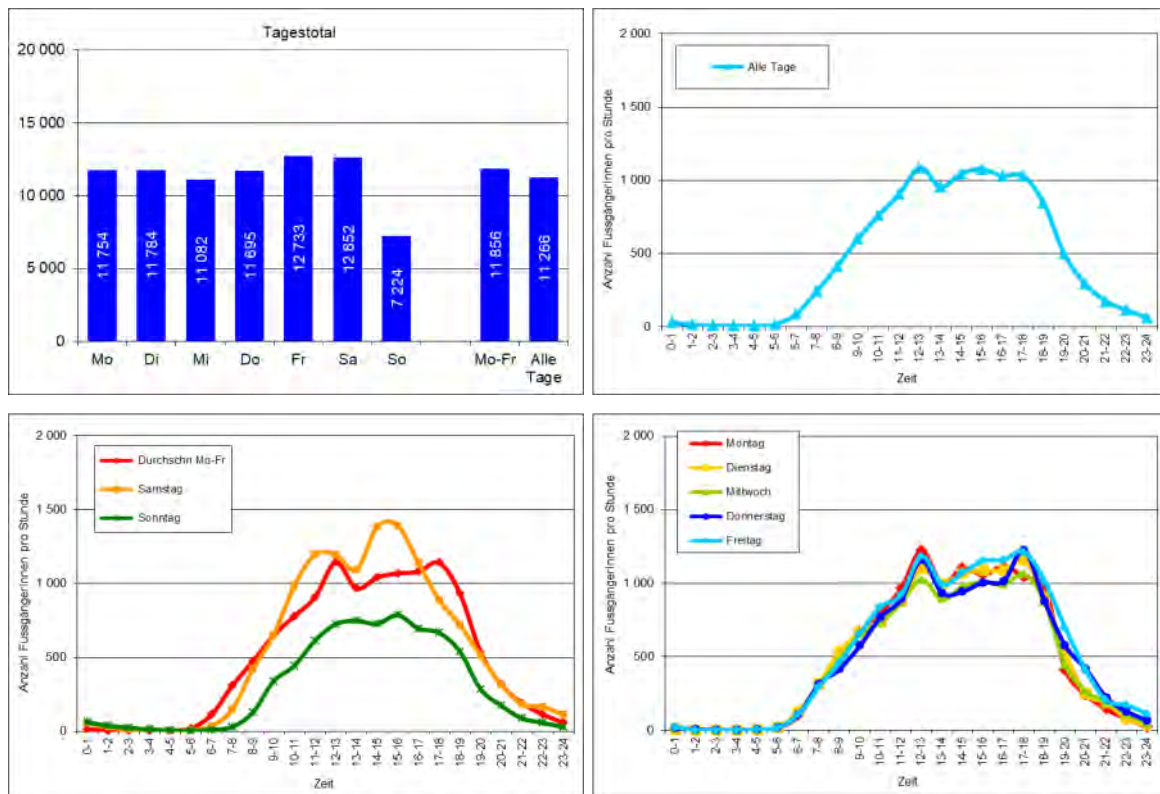 Tagestotal
20 000
15 000
10 000
5 000
0
11 754
11 784
11 082
11 695
12 733
12 652
7 224
11 856
11 266
Mo Di Mi Do Fr Sa So Mo-Fr Alle
Tage
Anzahl FussgängerInnen pro Stunde
2 000
1 500
1 000
500
0
Alle Tage
0-1 1-2 2-3 3-4 4-5 5-6 6-7 7-8 8-9 9-10 10-11 11-12 12-13 13-14 14-15 15-16 16-17 17-18 18-19 19-20 20-21 21-22 22-23 23-24
Zeit
Anzahl FussgängerInnen pro Stunde
2 000
1 500
1 000
500
0
Durchschn Mo-Fr
Samstag
Sonntag
0-1 1-2 2-3 3-4 4-5 5-6 6-7 7-8 8-9 9-10 10-11 11-12 12-13 13-14 14-15 15-16 16-17 17-18 18-19 19-20 20-21 21-22 22-23 23-24
Zeit
Anzahl FussgängerInnen pro Stunde
2 000
1 500
1 000
500
0
Montag
Dienstag
Mittwoch
Donnerstag
Freitag
0-1 1-2 2-3 3-4 4-5 5-6 6-7 7-8 8-9 9-10 10-11 11-12 12-13 13-14 14-15 15-16 16-17 17-18 18-19 19-20 20-21 21-22 22-23 23-24
Zeit